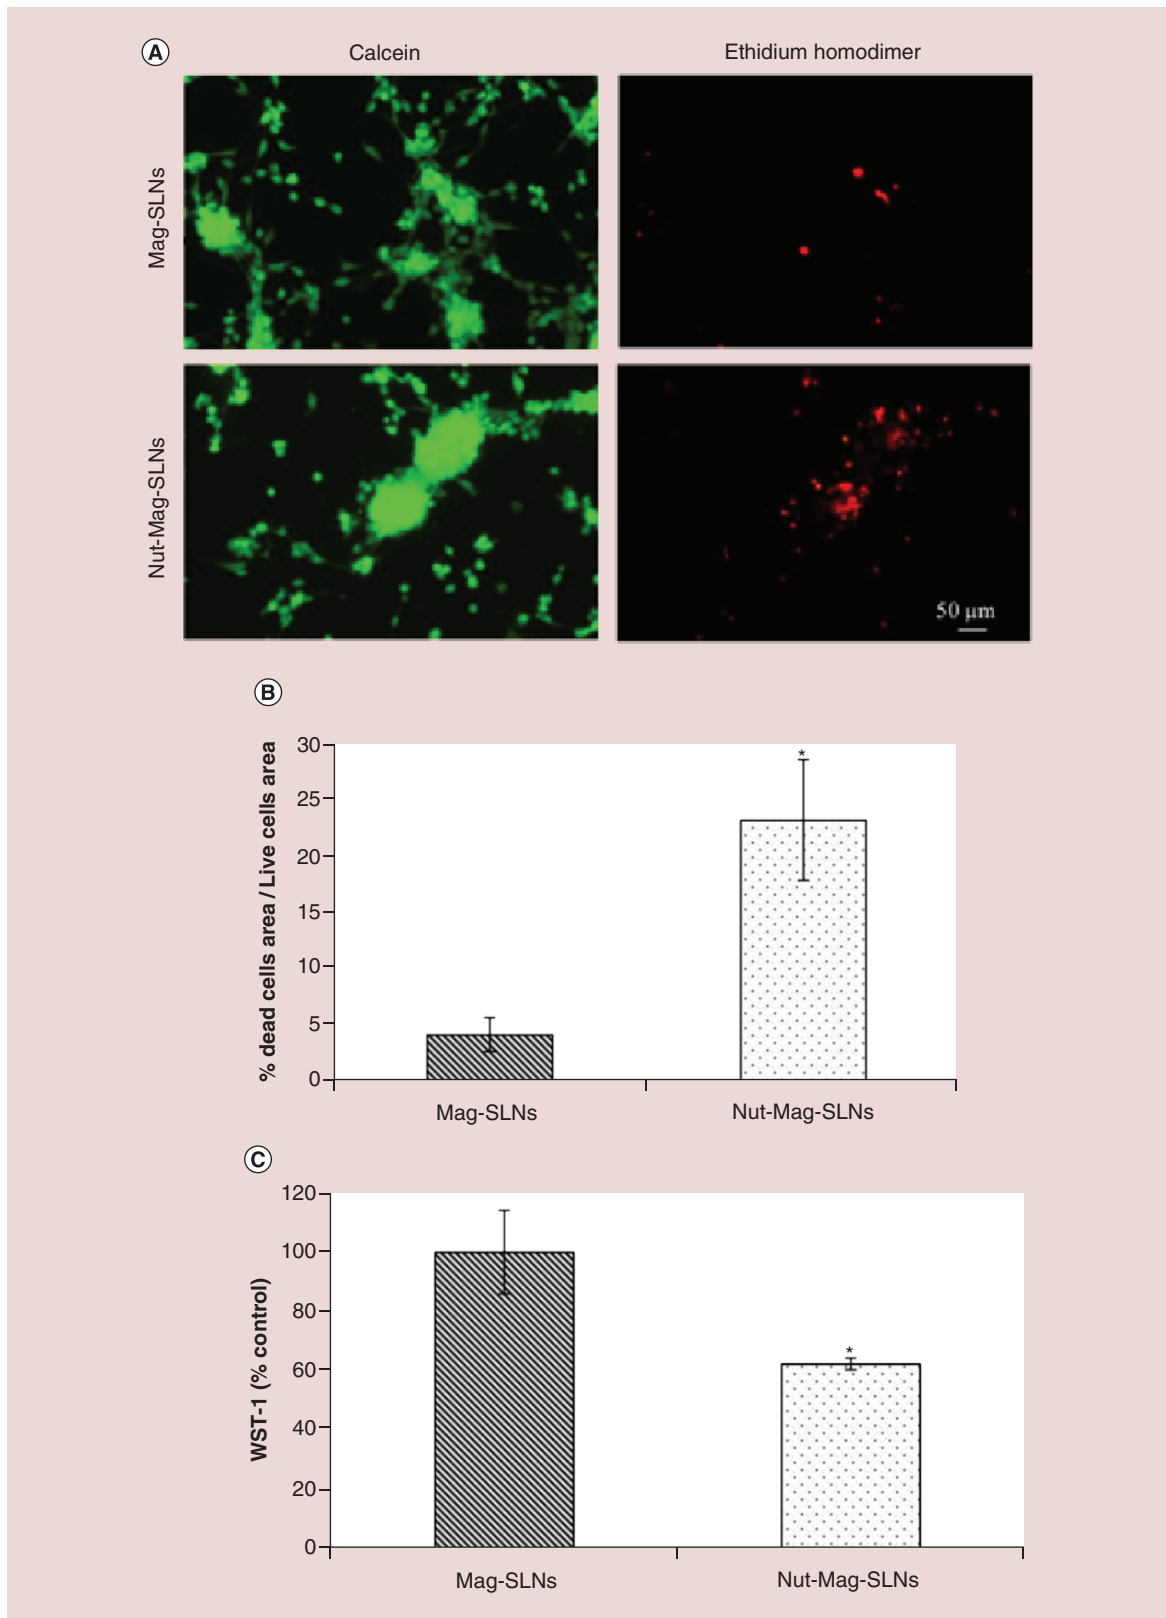 A
Calcein
Ethidium homodimer
Mag-SLNs
Nut-Mag-SLNs
50 µm
B
% dead cells area / Live cells area
30
25
20
15
10
5
0
*
Mag-SLNs
Nut-Mag-SLNs
C
WST-1 (% control)
120
100
80
60
40
20
0
*
Mag-SLNs
Nut-Mag-SLNs